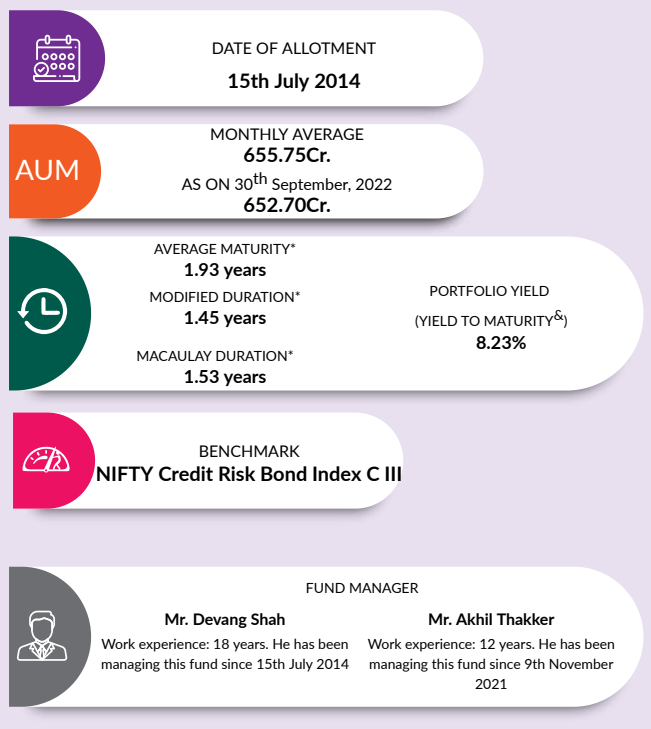 DATE OF ALLOTMENT
15th July 2014
AUM
MONTHLY AVERAGE
655.75Cr.
AS ON 30th September, 2022
652.70Cr.
AVERAGE MATURITY*
1.93 years
MODIFIED DURATION*
1.45 years
MACAULAY DURATION*
1.53 years
PORTFOLIO YIELD
(YIELD TO MATURITY&)
8.23%
BENCHMARK
NIFTY Credit Risk Bond Index C III
FUND MANAGER
Mr. Devang Shah
Work experience: 18 years. He has been
managing this fund since 15th July 2014
Mr. Akhil Thakker
Work experience: 12 years. He has been
managing this fund since 9th November
2021